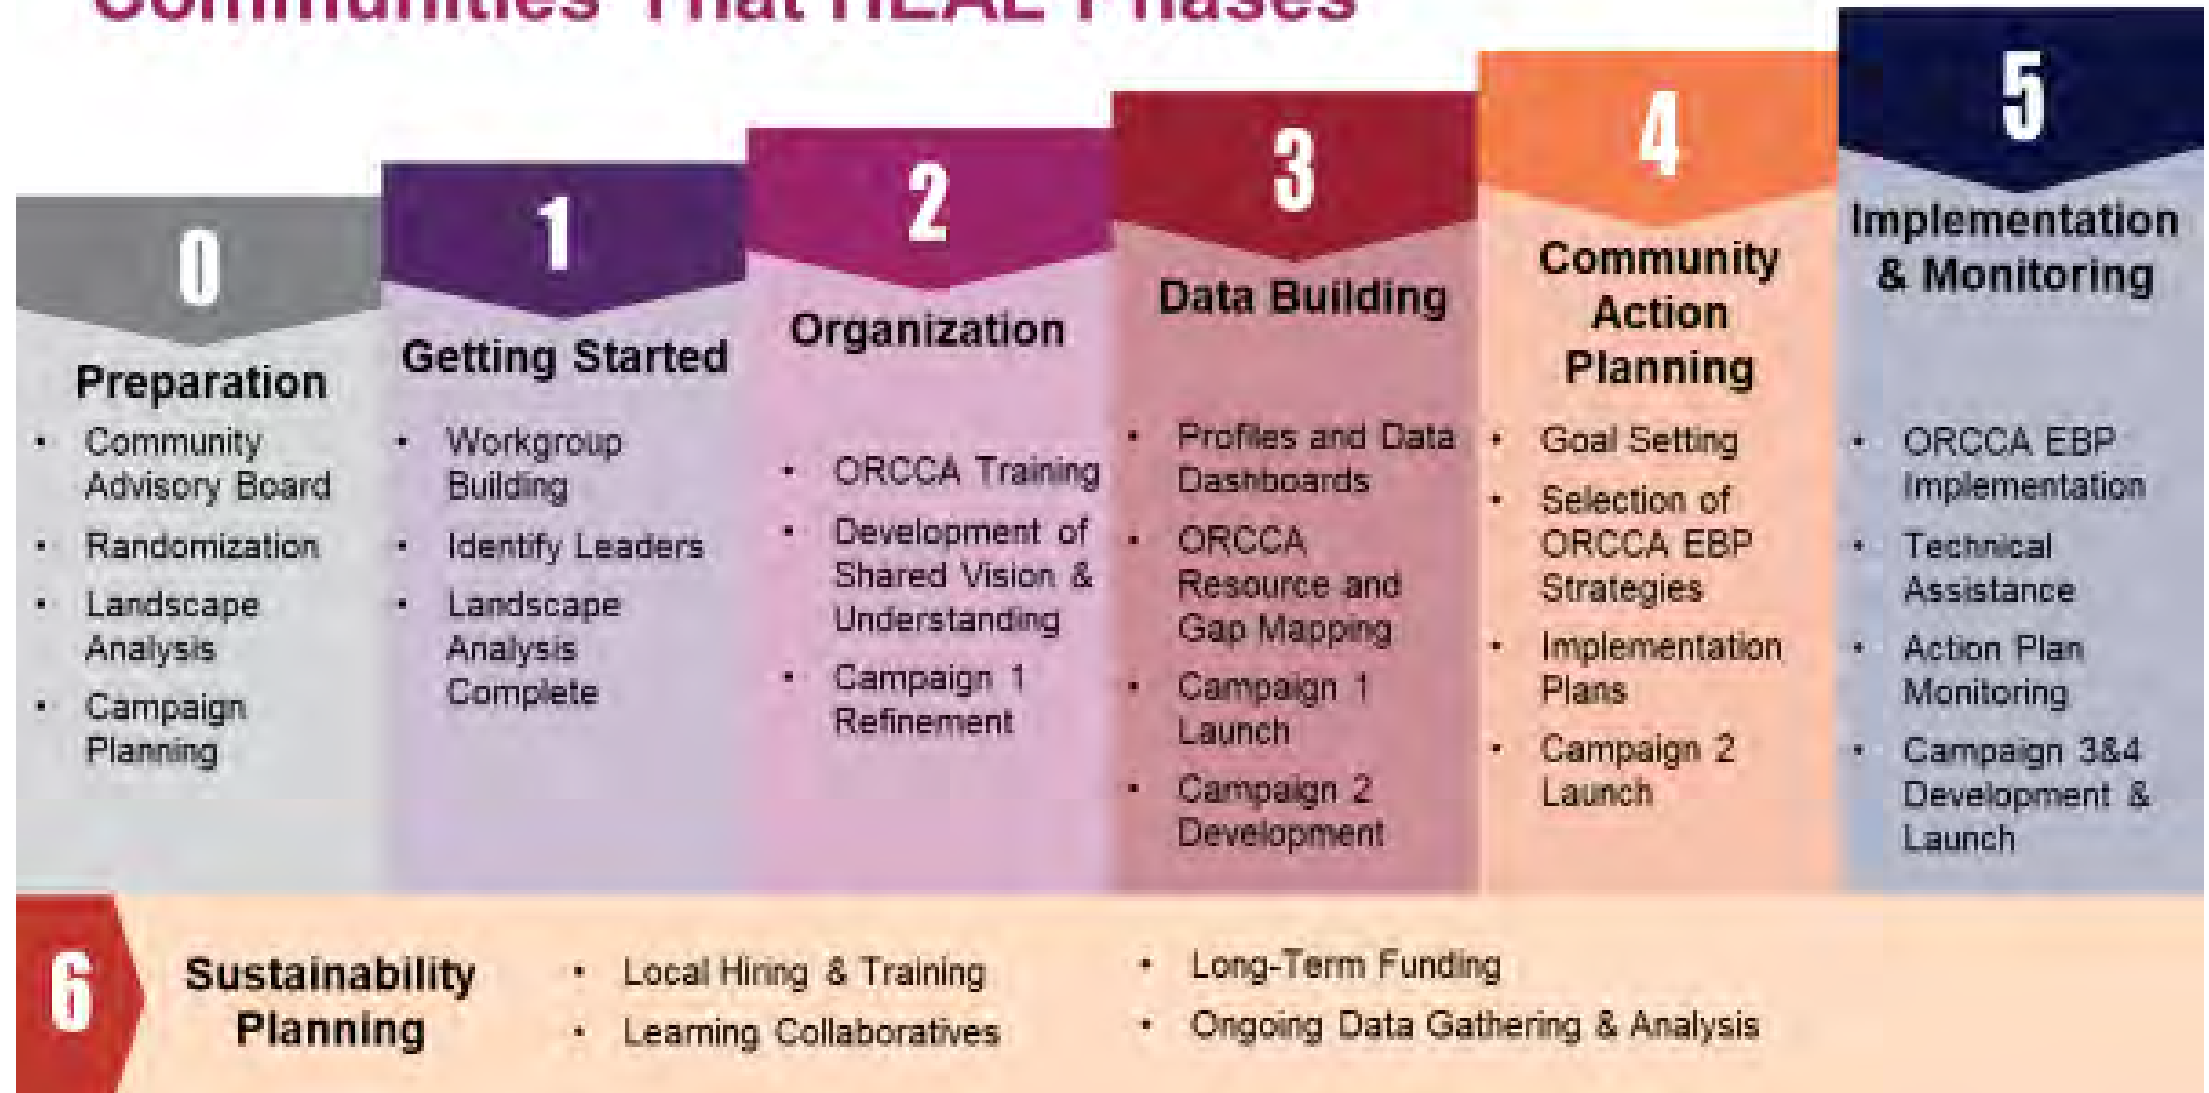 Communities That HEAL Phases
0
Preparation
• Community
Advisory Board
• Randomization
• Landscape
Analysis
• Campaign
Planning
1
Getting Started
• Workgroup
Building
• Identify Leaders
• Landscape
Analysis
Complete
2
Organization
• ORCCA Training
• Development of
Shared Vision &
Understanding
• Campaign 1
Refinement
3
Data Building
• Profiles and Data
Dashboards
• ORCCA
Resource and
Gap Mapping
• Campaign 1
Launch
• Campaign 2
Development
4
Community
Action
Planning
• Goal Setting
• Selection of
ORCCA EBP
Strategies
• Implementation
Plans
• Campaign 2
Launch
5
Implementation
& Monitoring
• ORCCA EBP
Implementation
• Technical
Assistance
• Action Plan
Monitoring
• Campaign 3&4
Development &
Launch
6
Sustainability
Planning
• Local Hiring & Training
• Learning Collaboratives
• Long-Term Funding
• Ongoing Data Gathering & Analysis